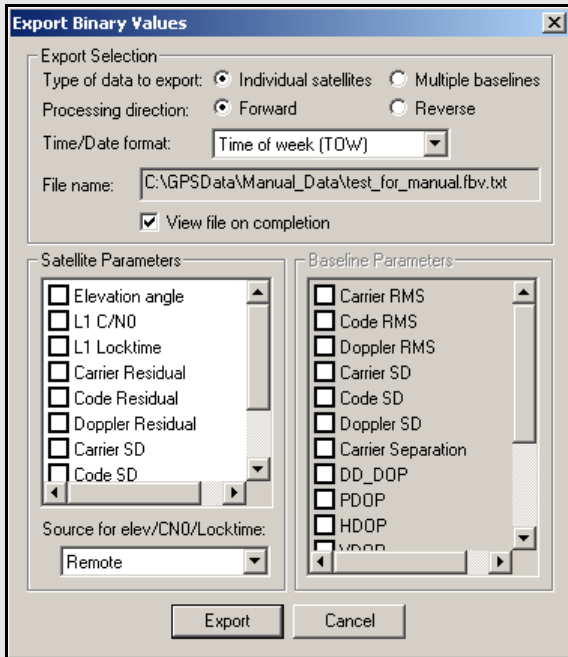 Export Binary Values
Export Selection
Type of data to export: Individual satellites Multiple baselines
Processing direction: Forward Reverse
Time/Date format: Time of week (TOW)
File name: C:\GPSData\Manual_Data\test_for_manual.fbv.txt
View file on completion
Satellite Parameters
Elevation angle
L1 C/N0
L1 Locktime
Carrier Residual
Code Residual
Doppler Residual
Carrier SD
Code SD
Source for elev/CN0/Locktime:
Remote
Baseline Parameters
Carrier RMS
Code RMS
Doppler RMS
Carrier SD
Code SD
Doppler SD
Carrier Separation
DD_DOP
PDOP
HDOP
VDOP
Export Cancel